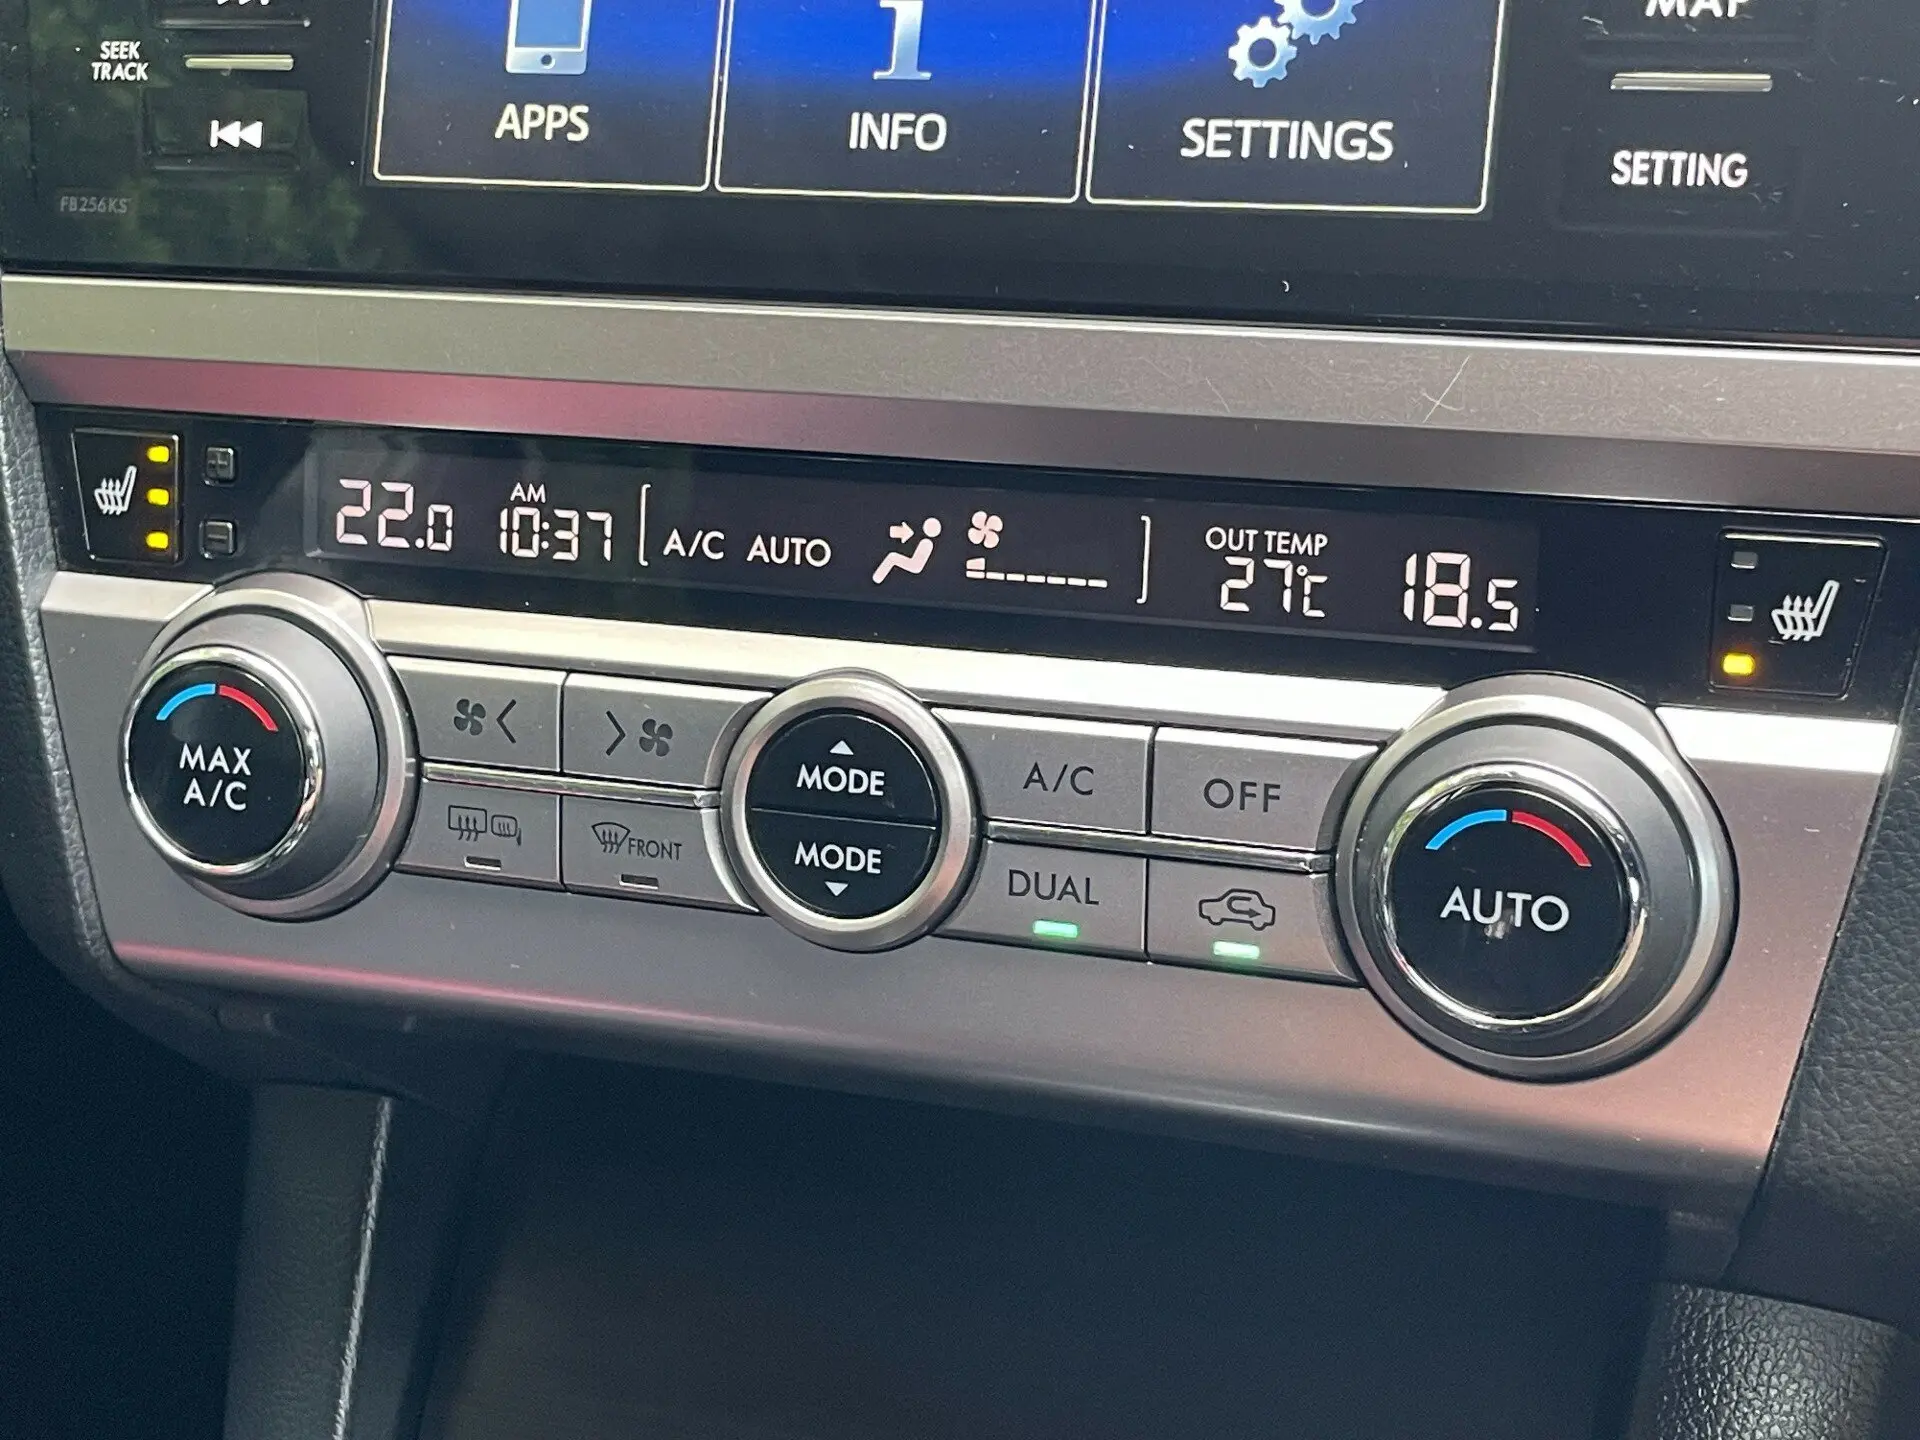 SEEK
TRACK
APPS
INFO
SETTINGS
MAP
SETTING
FB256KS
22.0
AM
10:37
A/C AUTO
OUT TEMP
27°C
18.5
MAX
A/C
FRONT
MODE
MODE
A/C
OFF
DUAL
AUTO